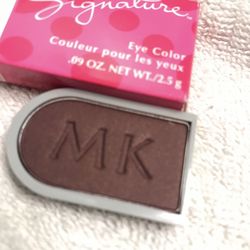 Signature
Eye Color
Couleur pour les yeux
.09 OZ. NET WT./2.5 g
MK